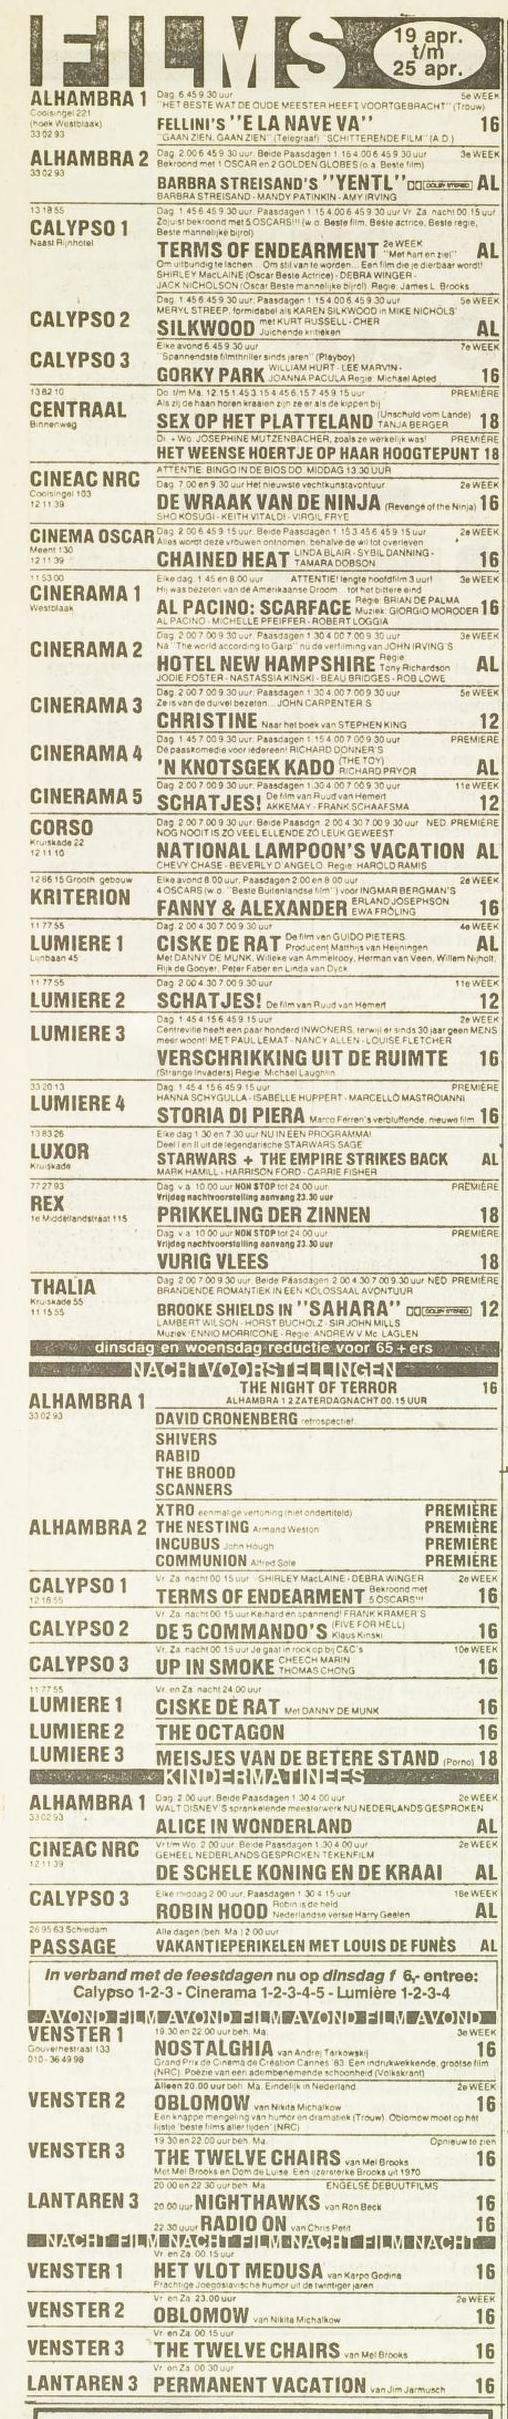 FILMS
19 apr.
t/m
25 apr.
ALHAMBRA 1
Coolsingel 221
(hoek Westblaak)
33 02 93
Dag. 6.45 9.30 uur 5e WEEK
"HET BESTE WAT DE OUDE MEESTER HEEFT VOORTGEBRACHT" (Trouw)
FELLINI'S "E LA NAVE VA" 16
"GAAN ZIEN, GAAN ZIEN" (Telegraaf) "SCHITTERENDE FILM" (A.D.)
ALHAMBRA 2
33 02 93
Dag. 2.00 6.45 9.30 uur. Beide Paasdagen 1.15 4.00 6.45 9.30 uur 3e WEEK
Bekroond met 1 OSCAR en 2 GOLDEN GLOBES (o.a. Beste film)
BARBRA STREISAND'S "YENTL" DOLBY STEREO AL
BARBRA STREISAND - MANDY PATINKIN - AMY IRVING
13 18 55
CALYPSO 1
Naast Rijnhotel
Dag. 1.45 6.45 9.30 uur. Paasdagen 1.15 4.00 6.45 9.30 uur Vr. Za. nacht 00.15 uur
Zojuist bekroond met 5 OSCARS!!! (w.o. Beste film, Beste actrice, Beste regie,
Beste mannelijke bijrol)
TERMS OF ENDEARMENT 2e WEEK "Met hart en ziel" AL
Om uitbundig te lachen... Om stil van te worden... Een film die je dierbaar wordt!
SHIRLEY MacLAINE (Oscar Beste Actrice) - DEBRA WINGER -
JACK NICHOLSON (Oscar Beste mannelijke bijrol). Regie: James L. Brooks
CALYPSO 2
Dag. 1.45 6.45 9.30 uur. Paasdagen 1.15 4.00 6.45 9.30 uur 5e WEEK
MERYL STREEP, formidabel als KAREN SILKWOOD in MIKE NICHOLS'
SILKWOOD met KURT RUSSELL - CHER Juichende kritieken AL
CALYPSO 3
Elke avond 6.45 9.30 uur 7e WEEK
"Spannendste filmthriller sinds jaren" (Playboy)
GORKY PARK WILLIAM HURT - LEE MARVIN - JOANNA PACULA Regie: Michael Apted 16
13 82 10
CENTRAAL
Binnenweg
Do. t/m Ma. 12.15 1.45 3.15 4.45 6.15 7.45 9.15 uur PREMIÈRE
Als zij de haan horen kraaien zijn ze er als de kippen bij
SEX OP HET PLATTELAND (Unschuld vom Lande) TANJA BERGER 18
Di. + Wo. JOSEPHINE MUTZENBACHER, zoals ze werkelijk was! PREMIÈRE
HET WEENSE HOERTJE OP HAAR HOOGTEPUNT 18
ATTENTIE: BINGO IN DE BIOS DO. MIDDAG 13.30 UUR
CINEAC NRC
Coolsingel 103
12 11 39
Dag. 7.00 en 9.30 uur Het nieuwste vechtkunstavontuur 2e WEEK
DE WRAAK VAN DE NINJA (Revenge of the Ninja) 16
SHO KOSUGI - KEITH VITALDI - VIRGIL FRYE
CINEMA OSCAR
Meent 130
12 11 39
Dag. 2.00 6.45 9.15 uur. Beide Paasdagen 1.15 3.45 6.45 9.15 uur 2e WEEK
Alles wordt deze vrouwen ontnomen, behalve de wil tot overleven
CHAINED HEAT LINDA BLAIR - SYBIL DANNING - TAMARA DOBSON 16
11 53 00
CINERAMA 1
Westblaak
Elke dag. 1.45 en 8.00 uur ATTENTIE! lengte hoofdfilm 3 uur! 3e WEEK
Hij was bezeten van de Amerikaanse Droom... tot het bittere eind
AL PACINO: SCARFACE Regie: BRIAN DE PALMA Muziek: GIORGIO MORODER 16
AL PACINO - MICHELLE PFEIFFER - ROBERT LOGGIA
CINERAMA 2
Dag. 2.00 7.00 9.30 uur. Paasdagen 1.30 4.00 7.00 9.30 uur 3e WEEK
Na "The world according to Garp" nu de verfilming van JOHN IRVING'S
HOTEL NEW HAMPSHIRE Regie Tony Richardson AL
JODIE FOSTER - NASTASSIA KINSKI - BEAU BRIDGES - ROB LOWE
CINERAMA 3
Dag. 2.00 7.00 9.30 uur. Paasdagen 1.30 4.00 7.00 9.30 uur 5e WEEK
Ze is van de duivel bezeten... JOHN CARPENTER'S
CHRISTINE Naar het boek van STEPHEN KING 12
CINERAMA 4
Dag. 1.45 7.00 9.30 uur. Paasdagen 1.15 4.00 7.00 9.30 uur PREMIÈRE
De paaskomedie voor iedereen! RICHARD DONNER'S
'N KNOTSGEK KADO (THE TOY) RICHARD PRYOR AL
CINERAMA 5
Dag. 2.00 7.00 9.30 uur. Beide Paasdagen 1.30 4.00 7.00 9.30 uur 11e WEEK
SCHATJES! De film van Ruud van Hemert AKKEMAY - FRANK SCHAAFSMA 12
CORSO
Kruiskade 22
12 11 10
Dag. 2.00 7.00 9.30 uur. Beide Paasdgn. 2.00 4.30 7.00 9.30 uur NED. PREMIÈRE
NOG NOOIT IS ZÓ VEEL ELLENDE ZÓ LEUK GEWEEST
NATIONAL LAMPOON'S VACATION AL
CHEVY CHASE - BEVERLY D'ANGELO. Regie: HAROLD RAMIS
12 86 15 Grooth. gebouw
KRITERION
Elke avond 8.00 uur. Paasdagen 2.00 en 8.00 uur 2e WEEK
4 OSCARS (w.o. "Beste Buitenlandse film") voor INGMAR BERGMAN'S
FANNY & ALEXANDER ERLAND JOSEPHSON EWA FRÖLING 16
11 77 55
LUMIERE 1
Lijnbaan 45
Dag. 2.00 4.30 7.00 9.30 uur 4e WEEK
CISKE DE RAT De film van GUIDO PIETERS Producent Matthijs van Heijningen AL
Met DANNY DE MUNK, Willeke van Ammelrooy, Herman van Veen, Willem Nijholt,
Rijk de Gooyer, Peter Faber en Linda van Dyck
11 77 55
LUMIERE 2
Dag. 2.00 4.30 7.00 9.30 uur 11e WEEK
SCHATJES! De film van Ruud van Hemert 12
LUMIERE 3
Dag. 1.45 4.15 6.45 9.15 uur 2e WEEK
Centreville heeft een paar honderd INWONERS, terwijl er sinds 30 jaar geen MENS
meer woont! MET PAUL LEMAT - NANCY ALLEN - LOUISE FLETCHER
VERSCHRIKKING UIT DE RUIMTE 16
(Strange Invaders) Regie: Michael Laughlin
33 20 13
LUMIERE 4
Dag. 1.45 4.15 6.45 9.15 uur PREMIÈRE
HANNA SCHYGULLA - ISABELLE HUPPERT - MARCELLO MASTROIANNI
STORIA DI PIERA Marco Ferreri's verbluffende, nieuwe film 16
13 83 26
LUXOR
Kruiskade
Elke dag 1.30 en 7.30 uur NU IN ÉÉN PROGRAMMA!
Deel I en II uit de legendarische STARWARS SAGE
STARWARS + THE EMPIRE STRIKES BACK AL
MARK HAMILL - HARRISON FORD - CARRIE FISHER
77 27 93
REX
1e Middellandstraat 115
Dag. v.a. 10.00 uur NON STOP tot 24.00 uur. PREMIÈRE
Vrijdag nachtvoorstelling aanvang 23.30 uur
PRIKKELING DER ZINNEN 18
Dag. v.a. 10.00 uur NON STOP tot 24.00 uur. PREMIÈRE
Vrijdag nachtvoorstelling aanvang 23.30 uur
VURIG VLEES 18
THALIA
Kruiskade 55
11 15 55
Dag. 2.00 7.00 9.30 uur. Beide Paasdagen 2.00 4.30 7.00 9.30 uur NED. PREMIÈRE
BRANDENDE ROMANTIEK IN EEN KOLOSSAAL AVONTUUR
BROOKE SHIELDS IN "SAHARA" DOLBY STEREO 12
LAMBERT WILSON - HORST BUCHOLZ - SIR JOHN MILLS
Muziek: ENNIO MORRICONE - Regie: ANDREW V. Mc. LAGLEN
dinsdag en woensdag reductie voor 65 + ers
NACHTVOORSTELLINGEN
ALHAMBRA 1
33 02 93
THE NIGHT OF TERROR 16
ALHAMBRA 1 2 ZATERDAGNACHT 00.15 UUR
DAVID CRONENBERG retrospectief.
SHIVERS
RABID
THE BROOD
SCANNERS
ALHAMBRA 2
XTRO eenmalige vertoning (niet ondertiteld) PREMIÈRE
THE NESTING Armand Weston PREMIÈRE
INCUBUS John Hough PREMIÈRE
COMMUNION Alfred Sole PREMIÈRE
CALYPSO 1
12 18 55
Vr. Za. nacht 00.15 uur - SHIRLEY MacLAINE - DEBRA WINGER 2e WEEK
TERMS OF ENDEARMENT Bekroond met 5 OSCARS!!! 16
CALYPSO 2
Vr. Za. nacht 00.15 uur Keihard en spannend! FRANK KRAMER'S
DE 5 COMMANDO'S (FIVE FOR HELL) Klaus Kinski 16
CALYPSO 3
Vr. Za. nacht 00.15 uur Je gaat in rook op bij C&C's 10e WEEK
UP IN SMOKE CHEECH MARIN THOMAS CHONG 16
11 77 55
LUMIERE 1
Vr. en Za. nacht 24.00 uur
CISKE DE RAT Met DANNY DE MUNK 16
LUMIERE 2 THE OCTAGON 16
LUMIERE 3 MEISJES VAN DE BETERE STAND (Porno) 18
KINDERMATINEES
ALHAMBRA 1
33 02 93
Dag. 2.00 uur. Beide Paasdagen 1.30 4.00 uur 2e WEEK
WALT DISNEY'S sprankelende meesterwerk NU NEDERLANDS GESPROKEN
ALICE IN WONDERLAND AL
CINEAC NRC
12 11 39
Vr t/m Wo. 2.00 uur. Beide Paasdagen 1.30 4.00 uur 2e WEEK
GEHEEL NEDERLANDS GESPROKEN TEKENFILM
DE SCHELE KONING EN DE KRAAI AL
CALYPSO 3
Elke middag 2.00 uur, Paasdagen 1.30 4.15 uur 18e WEEK
ROBIN HOOD Robin is de held Nederlandse versie Harry Geelen AL
26 95 63 Schiedam
PASSAGE
Alle dagen (beh. Ma.) 2.00 uur
VAKANTIEPERIKELEN MET LOUIS DE FUNÈS AL
In verband met de feestdagen nu op dinsdag f 6,- entree:
Calypso 1-2-3 - Cinerama 1-2-3-4-5 - Lumière 1-2-3-4
AVOND FILM AVOND FILM AVOND FILM AVOND
VENSTER 1
Gouvernestraat 133
010 - 36 49 98
19.30 en 22.00 uur beh. Ma. 3e WEEK
NOSTALGHIA van Andrej Tarkowskij 16
Grand Prix de Cinema de Création Cannes '83. Een indrukwekkende, grootse film
(NRC). Poëzie van een adembenemende schoonheid (Volkskrant)
VENSTER 2
Alleen 20.00 uur beh. Ma. Eindelijk in Nederland. 2e WEEK
OBLOMOW van Nikita Michalkow 16
Een knappe mengeling van humor en dramatiek (Trouw). Oblomow moet op het
lijstje 'beste films aller tijden' (NRC)
VENSTER 3
19.30 en 22.00 uur beh. Ma. Opnieuw te zien
THE TWELVE CHAIRS van Mel Brooks 16
Met Mel Brooks en Dom de Luise. Een ijzersterke Brooks uit 1970
LANTAREN 3
20.00 en 22.30 uur beh. Ma. ENGELSE DEBUUTFILMS
20.00 uur NIGHTHAWKS van Ron Beck 16
22.30 uur RADIO ON van Chris Petit 16
NACHT FILM NACHT FILM NACHT FILM NACHT
VENSTER 1
Vr. en Za. 00.15 uur
HET VLOT MEDUSA van Karpo Godina 16
Prachtige Joegoslavische humor uit de twintiger jaren
VENSTER 2
Vr. en Za. 23.00 uur 2e WEEK
OBLOMOW van Nikita Michalkow 16
VENSTER 3
Vr. en Za. 00.15 uur
THE TWELVE CHAIRS van Mel Brooks 16
LANTAREN 3
Vr. en Za. 00.30 uur
PERMANENT VACATION van Jim Jarmusch 16